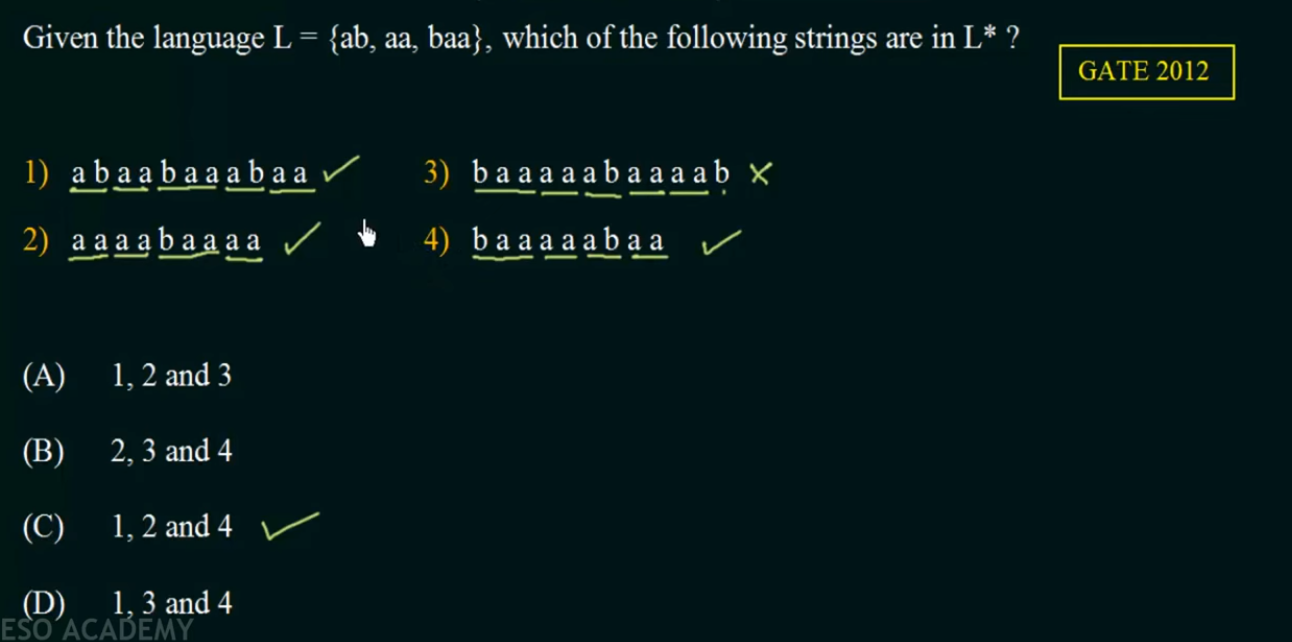 Given the language L = {ab, aa, baa}, which of the following strings are in L* ?
GATE 2012
1) a b a a b a a a b a a ✓
3) b a a a a a b a a a a b ×
2) a a a a b a a a a ✓
4) b a a a a a b a a ✓
(A) 1, 2 and 3
(B) 2, 3 and 4
(C) 1, 2 and 4 ✓
(D) 1, 3 and 4
ESO ACADEMY